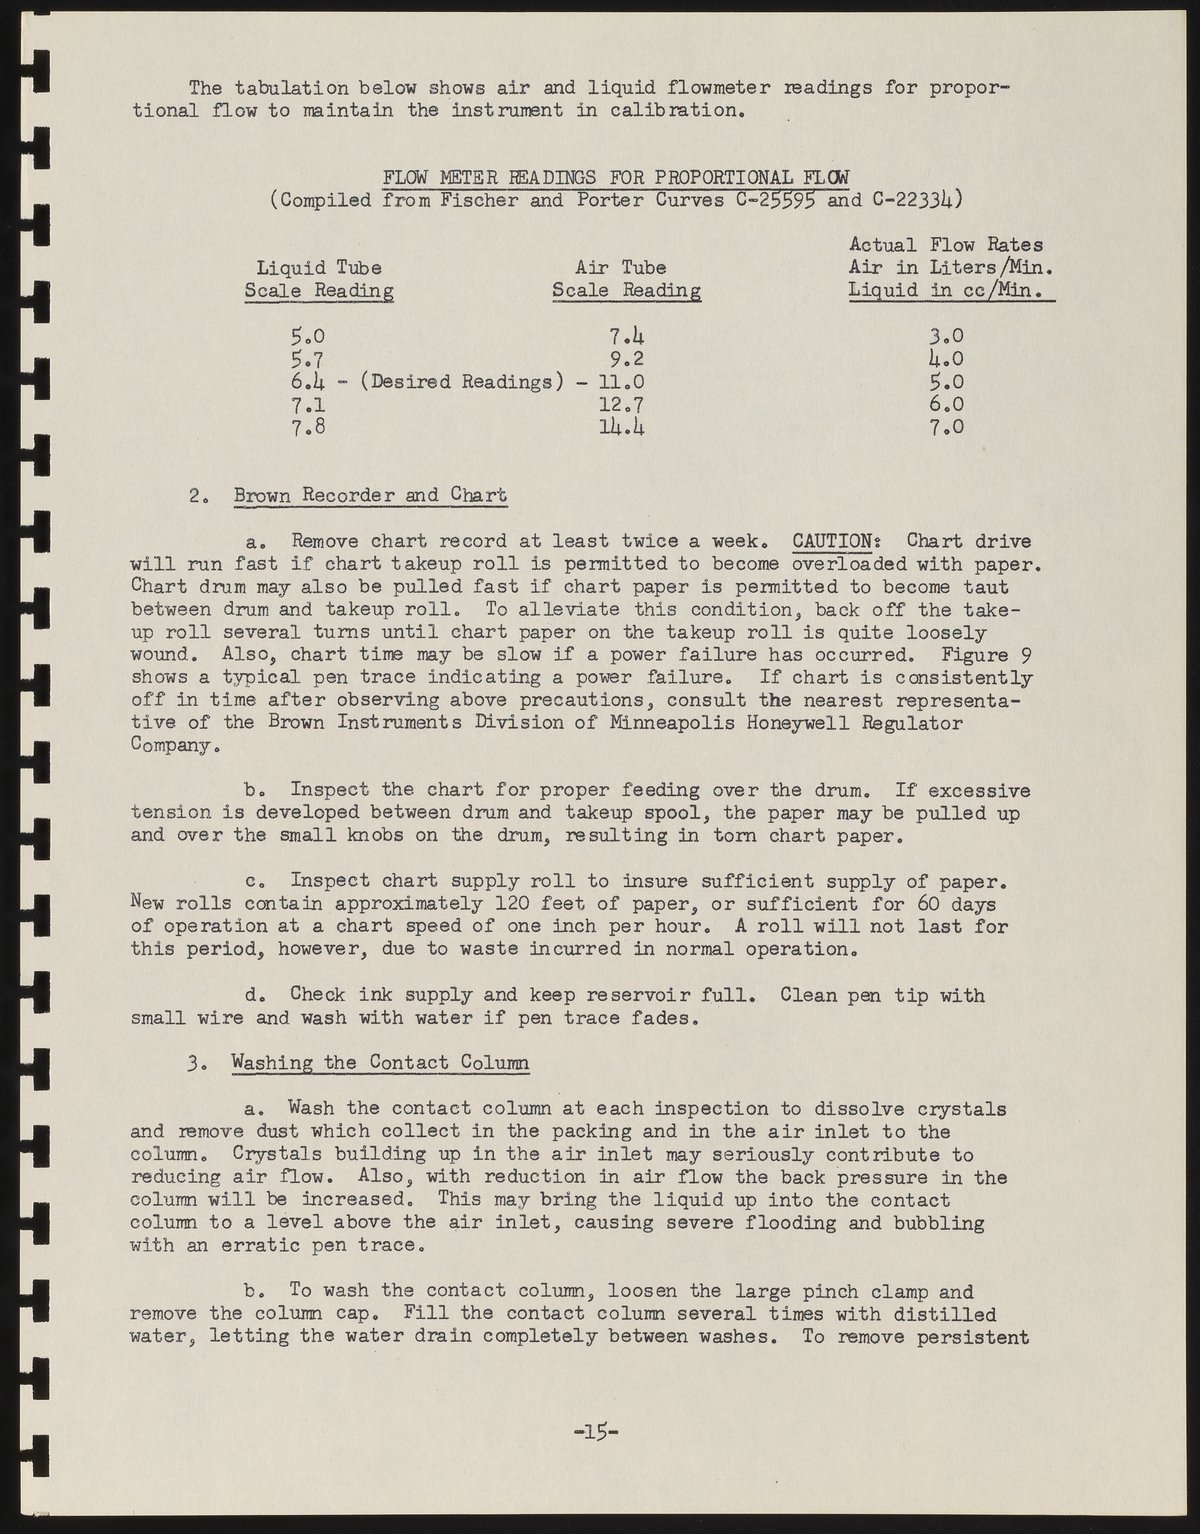 The tabulation below shows air and liquid flowmeter readings for propor-
tional flow to maintain the instrument in calibration.
FLOW METER READINGS FOR PROPORTIONAL FLOW
(Compiled from Fischer and Porter Curves C-25595 and C-22334)
Actual Flow Rates
Liquid Tube Air Tube Air in Liters/Min.
Scale Reading Scale Reading Liquid in cc/Min.
5.0 7.4 3.0
5.7 9.2 4.0
6.4 - (Desired Readings) - 11.0 5.0
7.1 12.7 6.0
7.8 14.4 7.0
2. Brown Recorder and Chart
a. Remove chart record at least twice a week. CAUTION: Chart drive
will run fast if chart takeup roll is permitted to become overloaded with paper.
Chart drum may also be pulled fast if chart paper is permitted to become taut
between drum and takeup roll. To alleviate this condition, back off the take-
up roll several turns until chart paper on the takeup roll is quite loosely
wound. Also, chart time may be slow if a power failure has occurred. Figure 9
shows a typical pen trace indicating a power failure. If chart is consistently
off in time after observing above precautions, consult the nearest representa-
tive of the Brown Instruments Division of Minneapolis Honeywell Regulator
Company.
b. Inspect the chart for proper feeding over the drum. If excessive
tension is developed between drum and takeup spool, the paper may be pulled up
and over the small knobs on the drum, resulting in torn chart paper.
c. Inspect chart supply roll to insure sufficient supply of paper.
New rolls contain approximately 120 feet of paper, or sufficient for 60 days
of operation at a chart speed of one inch per hour. A roll will not last for
this period, however, due to waste incurred in normal operation.
d. Check ink supply and keep reservoir full. Clean pen tip with
small wire and wash with water if pen trace fades.
3. Washing the Contact Column
a. Wash the contact column at each inspection to dissolve crystals
and remove dust which collect in the packing and in the air inlet to the
column. Crystals building up in the air inlet may seriously contribute to
reducing air flow. Also, with reduction in air flow the back pressure in the
column will be increased. This may bring the liquid up into the contact
column to a level above the air inlet, causing severe flooding and bubbling
with an erratic pen trace.
b. To wash the contact column, loosen the large pinch clamp and
remove the column cap. Fill the contact column several times with distilled
water, letting the water drain completely between washes. To remove persistent
-15-